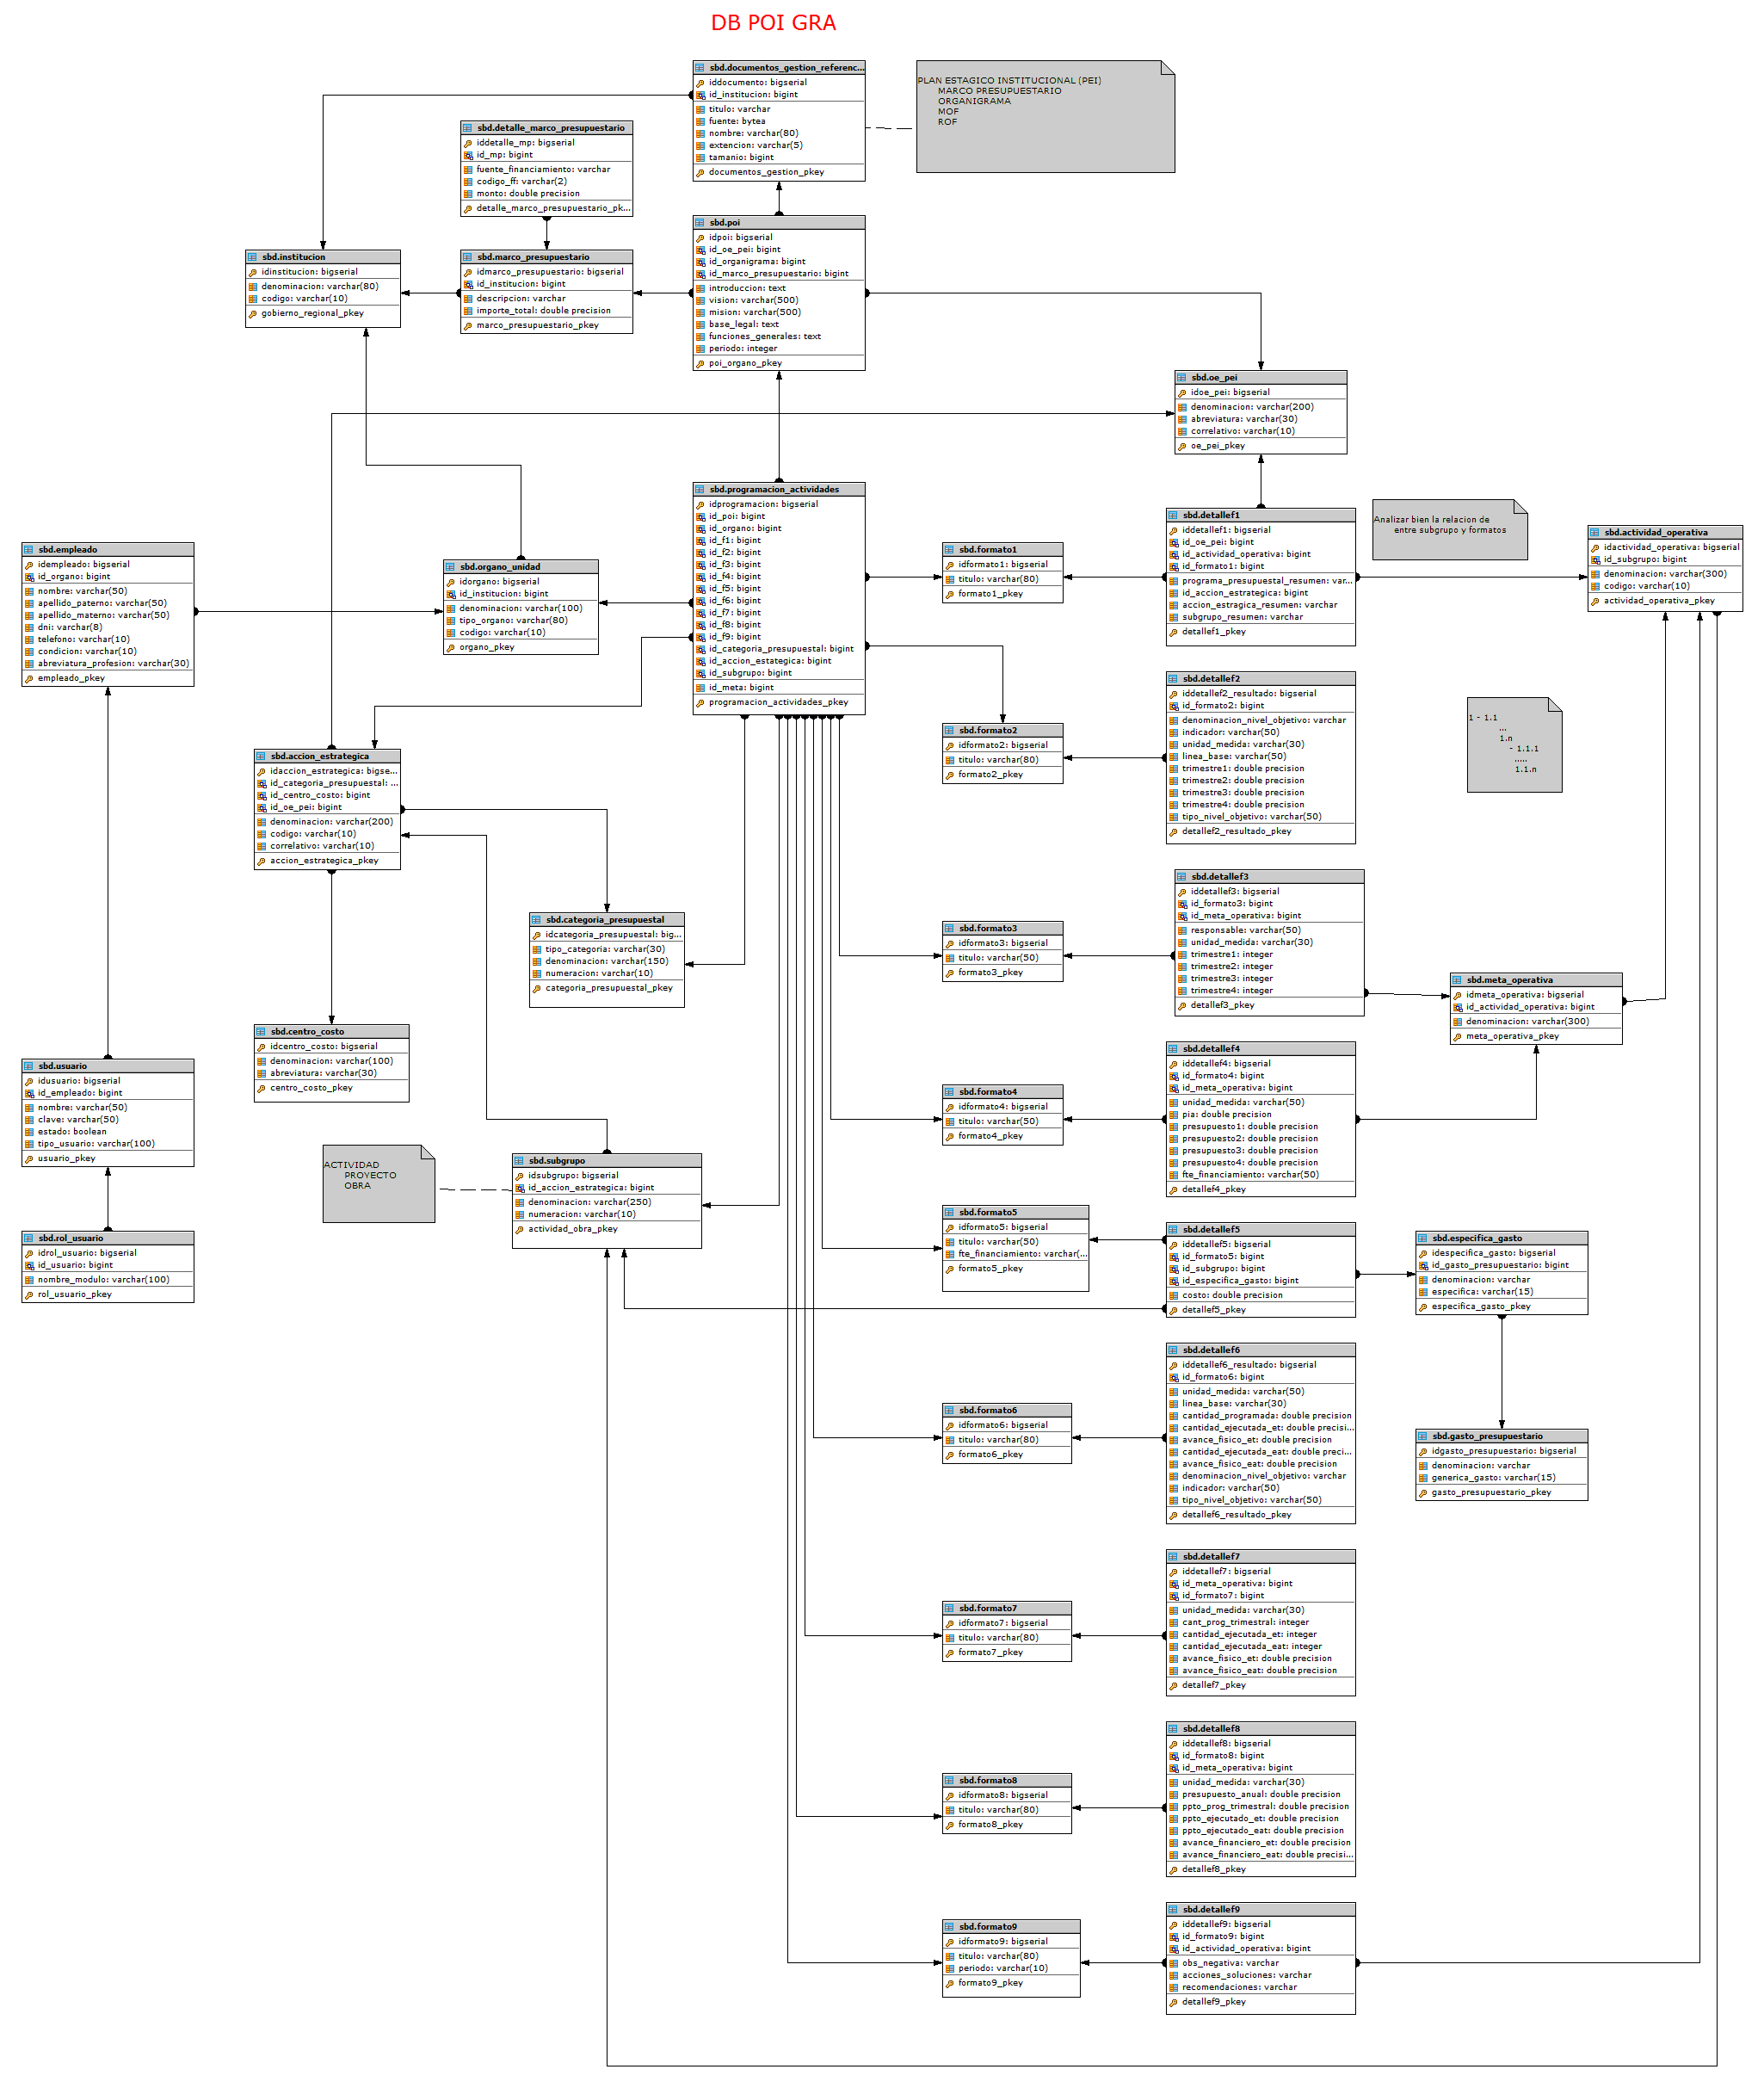 DB POI GRA
sbd.documentos_gestion_referenc...
iddocumento: bigserial
id_institucion: bigint
titulo: varchar
fuente: bytea
nombre: varchar(80)
extencion: varchar(5)
tamanio: bigint
documentos_gestion_pkey
PLAN ESTAGICO INSTITUCIONAL (PEI)
MARCO PRESUPUESTARIO
ORGANIGRAMA
MOF
ROF
sbd.detalle_marco_presupuestario
iddetalle_mp: bigserial
id_mp: bigint
fuente_financiamiento: varchar
codigo_ff: varchar(2)
monto: double precision
detalle_marco_presupuestario_pk...
sbd.institucion
idinstitucion: bigserial
denominacion: varchar(80)
codigo: varchar(10)
gobierno_regional_pkey
sbd.marco_presupuestario
idmarco_presupuestario: bigserial
id_institucion: bigint
descripcion: varchar
importe_total: double precision
marco_presupuestario_pkey
sbd.poi
idpoi: bigserial
id_oe_pei: bigint
id_organigrama: bigint
id_marco_presupuestario: bigint
introduccion: text
vision: varchar(500)
mision: varchar(500)
base_legal: text
funciones_generales: text
periodo: integer
poi_organo_pkey
sbd.oe_pei
idoe_pei: bigserial
denominacion: varchar(200)
abreviatura: varchar(30)
correlativo: varchar(10)
oe_pei_pkey
sbd.empleado
idempleado: bigserial
id_organo: bigint
nombre: varchar(50)
apellido_paterno: varchar(50)
apellido_materno: varchar(50)
dni: varchar(8)
telefono: varchar(10)
condicion: varchar(10)
abreviatura_profesion: varchar(30)
empleado_pkey
sbd.organo_unidad
idorgano: bigserial
id_institucion: bigint
denominacion: varchar(100)
tipo_organo: varchar(80)
codigo: varchar(10)
organo_pkey
sbd.programacion_actividades
idprogramacion: bigserial
id_poi: bigint
id_organo: bigint
id_f1: bigint
id_f2: bigint
id_f3: bigint
id_f4: bigint
id_f5: bigint
id_f6: bigint
id_f7: bigint
id_f8: bigint
id_f9: bigint
id_categoria_presupuestal: bigint
id_accion_estategica: bigint
id_subgrupo: bigint
id_meta: bigint
programacion_actividades_pkey
sbd.formato1
idformato1: bigserial
titulo: varchar(80)
formato1_pkey
sbd.detallef1
iddetallef1: bigserial
id_oe_pei: bigint
id_actividad_operativa: bigint
id_formato1: bigint
programa_presupuestal_resumen: var...
id_accion_estrategica: bigint
accion_estragica_resumen: varchar
subgrupo_resumen: varchar
detallef1_pkey
Analizar bien la relacion de
entre subgrupo y formatos
sbd.actividad_operativa
idactividad_operativa: bigserial
id_subgrupo: bigint
denominacion: varchar(300)
codigo: varchar(10)
actividad_operativa_pkey
sbd.formato2
idformato2: bigserial
titulo: varchar(80)
formato2_pkey
sbd.detallef2
iddetallef2_resultado: bigserial
id_formato2: bigint
denominacion_nivel_objetivo: varchar
indicador: varchar(50)
unidad_medida: varchar(30)
linea_base: varchar(50)
trimestre1: double precision
trimestre2: double precision
trimestre3: double precision
trimestre4: double precision
tipo_nivel_objetivo: varchar(50)
detallef2_resultado_pkey
1 - 1.1
...
1.n
- 1.1.1
.....
1.1.n
sbd.accion_estrategica
idaccion_estrategica: bigse...
id_categoria_presupuestal: ...
id_centro_costo: bigint
id_oe_pei: bigint
denominacion: varchar(200)
codigo: varchar(10)
correlativo: varchar(10)
accion_estrategica_pkey
sbd.categoria_presupuestal
idcategoria_presupuestal: big...
tipo_categoria: varchar(30)
denominacion: varchar(150)
numeracion: varchar(10)
categoria_presupuestal_pkey
sbd.formato3
idformato3: bigserial
titulo: varchar(50)
formato3_pkey
sbd.detallef3
iddetallef3: bigserial
id_formato3: bigint
id_meta_operativa: bigint
responsable: varchar(50)
unidad_medida: varchar(30)
trimestre1: integer
trimestre2: integer
trimestre3: integer
trimestre4: integer
detallef3_pkey
sbd.meta_operativa
idmeta_operativa: bigserial
id_actividad_operativa: bigint
denominacion: varchar(300)
meta_operativa_pkey
sbd.centro_costo
idcentro_costo: bigserial
denominacion: varchar(100)
abreviatura: varchar(30)
centro_costo_pkey
sbd.usuario
idusuario: bigserial
id_empleado: bigint
nombre: varchar(50)
clave: varchar(50)
estado: boolean
tipo_usuario: varchar(100)
usuario_pkey
sbd.formato4
idformato4: bigserial
titulo: varchar(50)
formato4_pkey
sbd.detallef4
iddetallef4: bigserial
id_formato4: bigint
id_meta_operativa: bigint
unidad_medida: varchar(50)
pia: double precision
presupuesto1: double precision
presupuesto2: double precision
presupuesto3: double precision
presupuesto4: double precision
fte_financiamiento: varchar(50)
detallef4_pkey
ACTIVIDAD
PROYECTO
OBRA
sbd.subgrupo
idsubgrupo: bigserial
id_accion_estrategica: bigint
denominacion: varchar(250)
numeracion: varchar(10)
actividad_obra_pkey
sbd.rol_usuario
idrol_usuario: bigserial
id_usuario: bigint
nombre_modulo: varchar(100)
rol_usuario_pkey
sbd.formato5
idformato5: bigserial
titulo: varchar(50)
fte_financiamiento: varchar(...
formato5_pkey
sbd.detallef5
iddetallef5: bigserial
id_formato5: bigint
id_subgrupo: bigint
id_especifica_gasto: bigint
costo: double precision
detallef5_pkey
sbd.especifica_gasto
idespecifica_gasto: bigserial
id_gasto_presupuestario: bigint
denominacion: varchar
especifica: varchar(15)
especifica_gasto_pkey
sbd.formato6
idformato6: bigserial
titulo: varchar(80)
formato6_pkey
sbd.detallef6
iddetallef6_resultado: bigserial
id_formato6: bigint
unidad_medida: varchar(50)
linea_base: varchar(30)
cantidad_programada: double precision
cantidad_ejecutada_et: double precisi...
avance_fisico_et: double precision
cantidad_ejecutada_eat: double preci...
avance_fisico_eat: double precision
denominacion_nivel_objetivo: varchar
indicador: varchar(50)
tipo_nivel_objetivo: varchar(50)
detallef6_resultado_pkey
sbd.gasto_presupuestario
idgasto_presupuestario: bigserial
denominacion: varchar
generica_gasto: varchar(15)
gasto_presupuestario_pkey
sbd.formato7
idformato7: bigserial
titulo: varchar(80)
formato7_pkey
sbd.detallef7
iddetallef7: bigserial
id_meta_operativa: bigint
id_formato7: bigint
unidad_medida: varchar(30)
cant_prog_trimestral: integer
cantidad_ejecutada_et: integer
cantidad_ejecutada_eat: integer
avance_fisico_et: double precision
avance_fisico_eat: double precision
detallef7_pkey
sbd.formato8
idformato8: bigserial
titulo: varchar(80)
formato8_pkey
sbd.detallef8
iddetallef8: bigserial
id_formato8: bigint
id_meta_operativa: bigint
unidad_medida: varchar(30)
presupuesto_anual: double precision
ppto_prog_trimestral: double precision
ppto_ejecutado_et: double precision
ppto_ejecutado_eat: double precision
avance_financiero_et: double precision
avance_financiero_eat: double precisi...
detallef8_pkey
sbd.formato9
idformato9: bigserial
titulo: varchar(80)
periodo: varchar(10)
formato9_pkey
sbd.detallef9
iddetallef9: bigserial
id_formato9: bigint
id_actividad_operativa: bigint
obs_negativa: varchar
acciones_soluciones: varchar
recomendaciones: varchar
detallef9_pkey